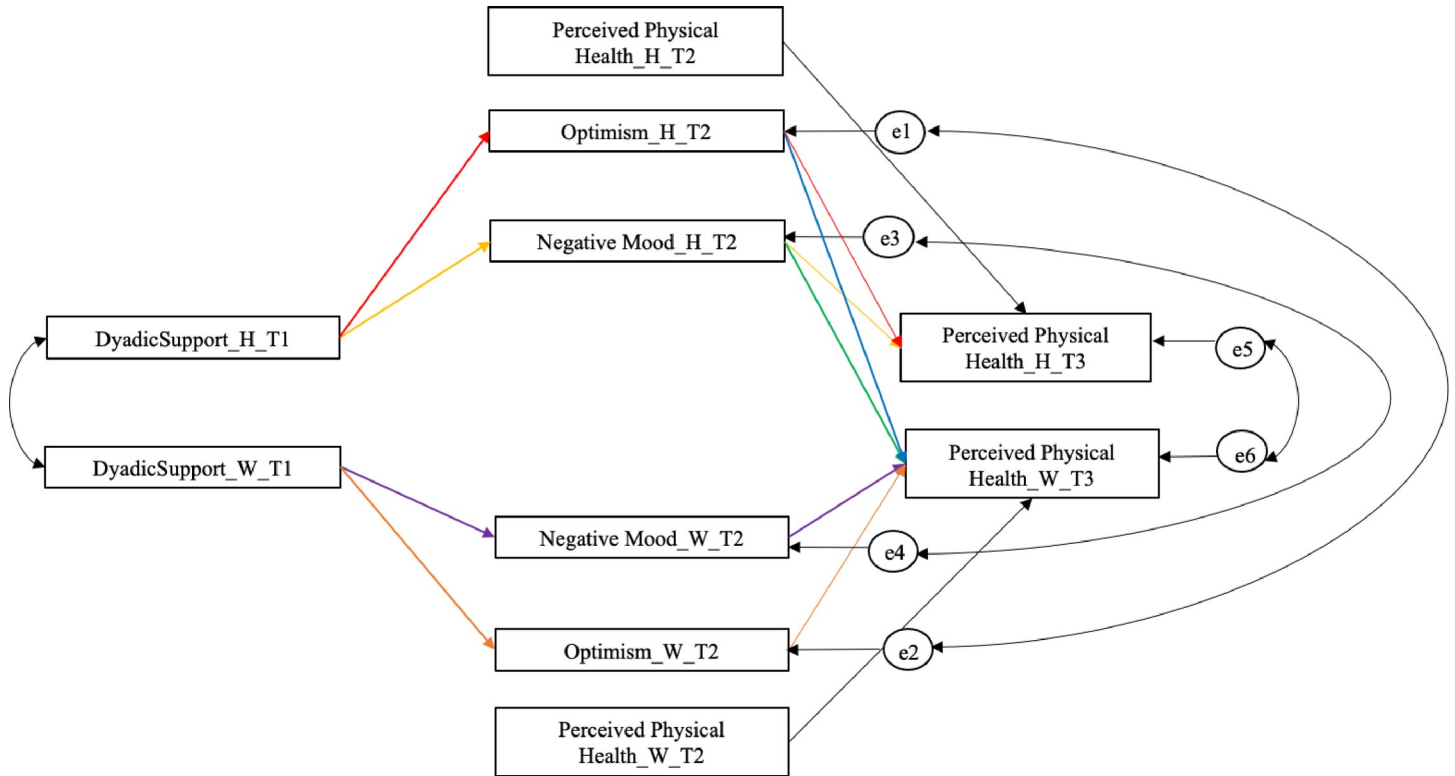 Perceived Physical
Health_H_T2
Optimism_H_T2
e1
Negative Mood_H_T2
e3
DyadicSupport_H_T1
Perceived Physical
Health_H_T3
e5
DyadicSupport_W_T1
Perceived Physical
Health_W_T3
e6
Negative Mood_W_T2
e4
Optimism_W_T2
e2
Perceived Physical
Health_W_T2